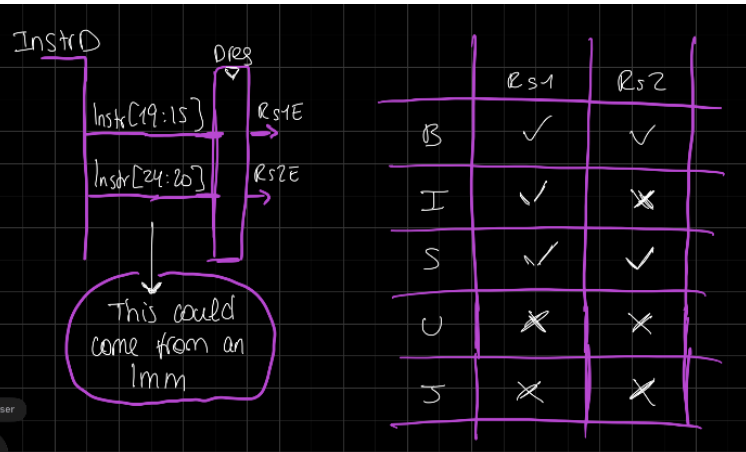 InstrD
Dreg
Instr[19:15]
Rs1E
Instr[24:20]
Rs2E
This could
come from an
Imm
Rs1 Rs2
B ✓ ✓
I ✓ ×
S ✓ ✓
U × ×
J × ×
ser